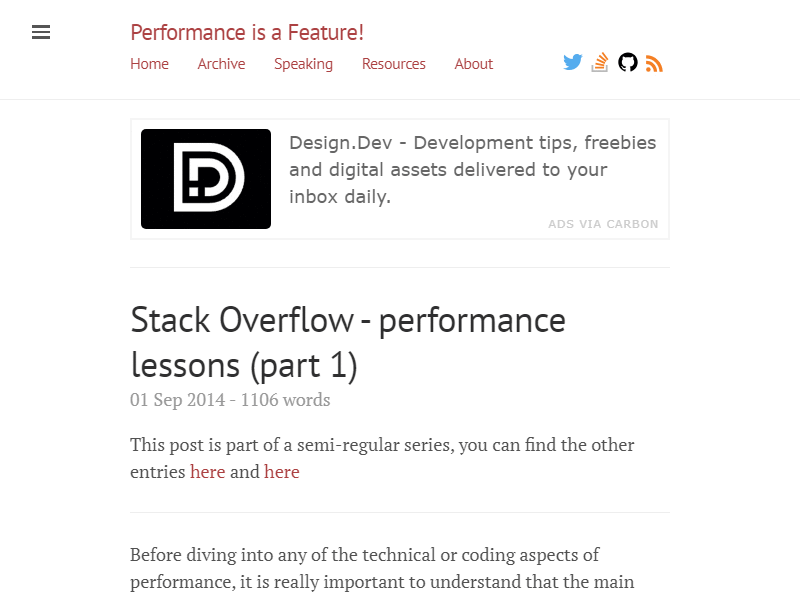 Performance is a Feature!
Home Archive Speaking Resources About
Design.Dev - Development tips, freebies
and digital assets delivered to your
inbox daily.
ADS VIA CARBON
Stack Overflow - performance
lessons (part 1)
01 Sep 2014 - 1106 words
This post is part of a semi-regular series, you can find the other
entries here and here
Before diving into any of the technical or coding aspects of
performance, it is really important to understand that the main